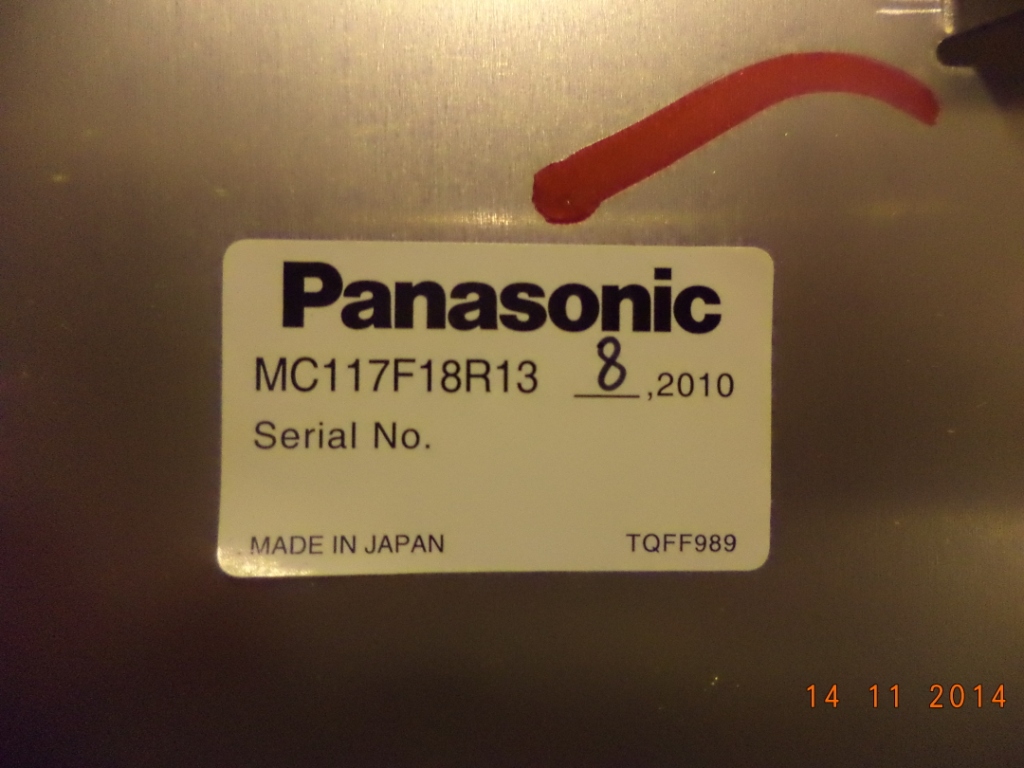 Panasonic
MC117F18R13 8,2010
Serial No.
MADE IN JAPAN TQFF989
14 11 2014